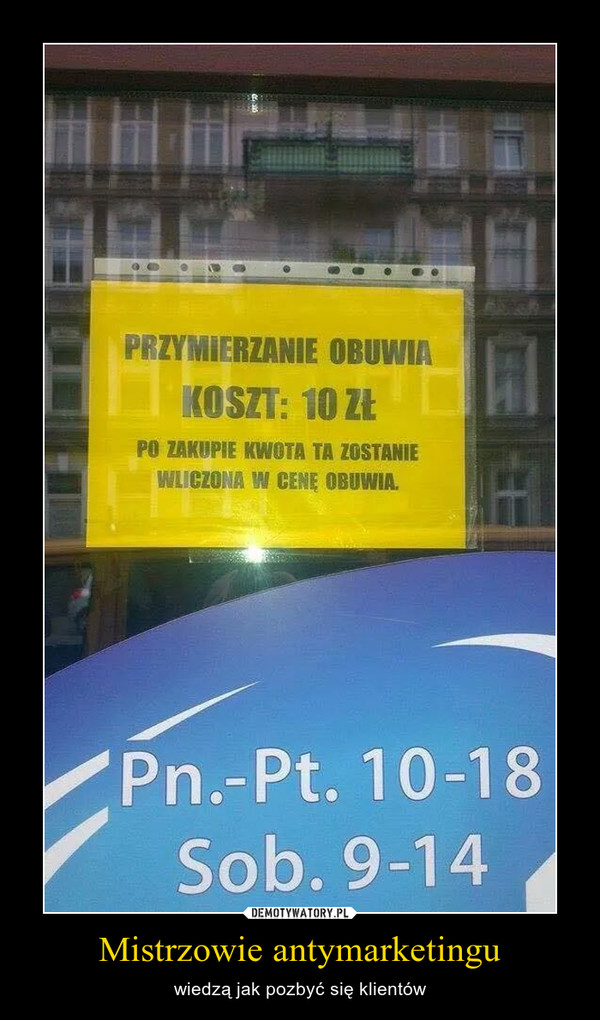 PRZYMIERZANIE OBUWIA
KOSZT: 10 ZŁ
PO ZAKUPIE KWOTA TA ZOSTANIE
WLICZONA W CENĘ OBUWIA.
Pn.-Pt. 10-18
Sob. 9-14
DEMOTYWATORY.PL
Mistrzowie antymarketingu
wiedzą jak pozbyć się klientów